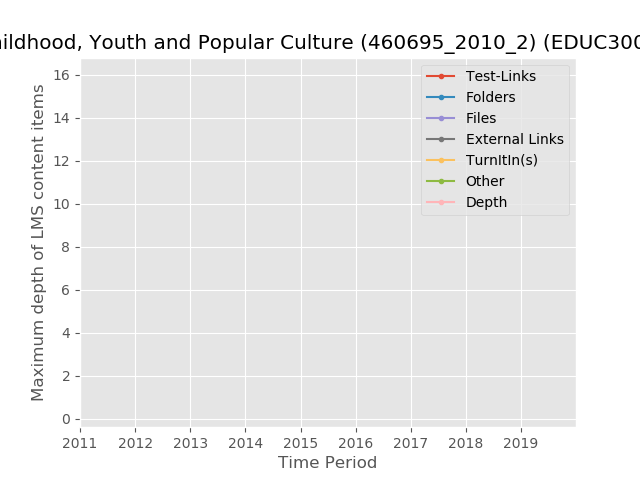 ildhood, Youth and Popular Culture (460695_2010_2) (EDUC300
Maximum depth of LMS content items
16
14
12
10
8
6
4
2
0
Test-Links
Folders
Files
External Links
TurnItIn(s)
Other
Depth
2011 2012 2013 2014 2015 2016 2017 2018 2019
Time Period